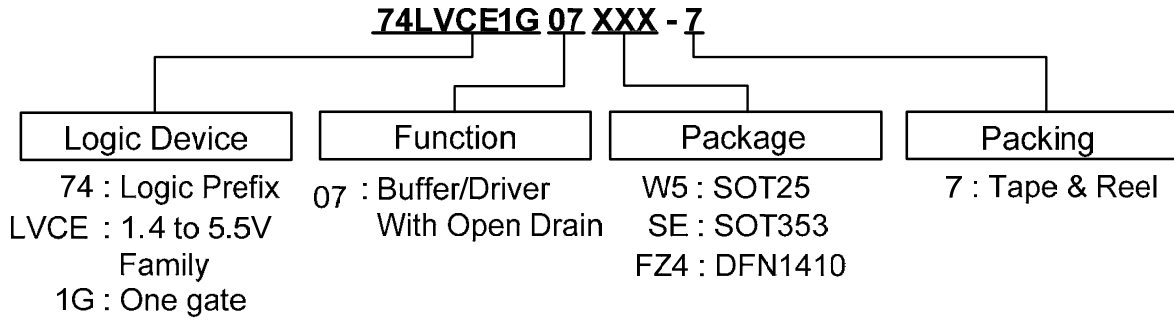 74LVCE1G 07 XXX - 7
Logic Device
74 : Logic Prefix
LVCE : 1.4 to 5.5V
Family
1G : One gate
Function
07 : Buffer/Driver
With Open Drain
Package
W5 : SOT25
SE : SOT353
FZ4 : DFN1410
Packing
7 : Tape & Reel